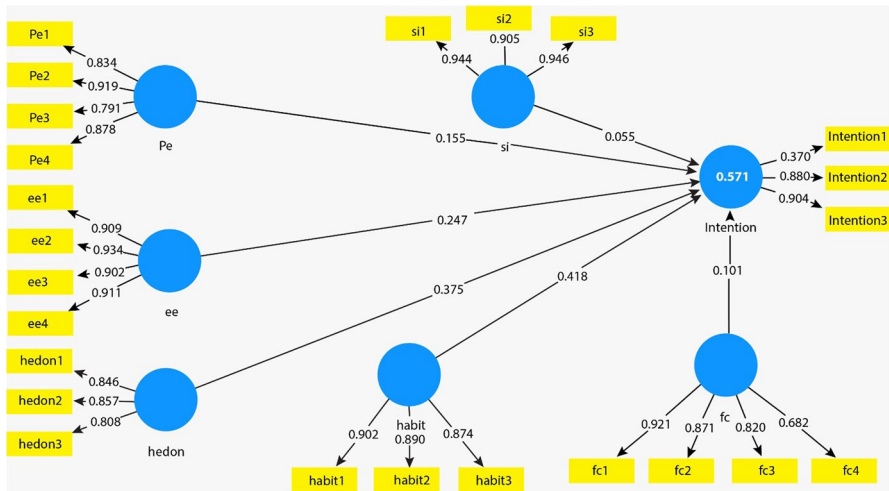 Pe1
0.834
Pe2
0.919
Pe3
0.791
0.878
Pe4
Pe
si1
si2
si3
0.944
0.905
0.946
si
0.155
0.055
0.571
Intention
Intention1
0.370
Intention2
0.880
0.904
Intention3
ee1
0.909
ee2
0.934
0.902
ee3
0.911
ee4
ee
0.247
0.375
0.418
0.101
hedon1
0.846
hedon2
0.857
0.808
hedon3
hedon
habit
0.902
0.890
0.874
habit1
habit2
habit3
fc
0.921
0.871
0.820
0.682
fc1
fc2
fc3
fc4